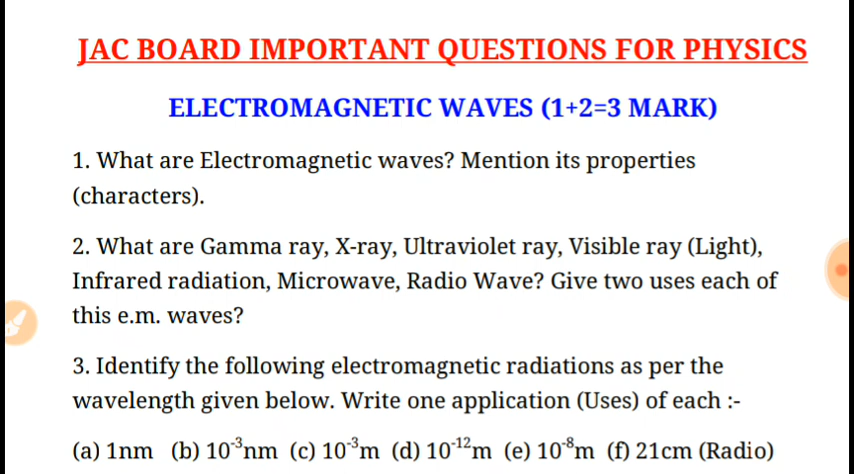 JAC BOARD IMPORTANT QUESTIONS FOR PHYSICS
ELECTROMAGNETIC WAVES (1+2=3 MARK)
1. What are Electromagnetic waves? Mention its properties
(characters).
2. What are Gamma ray, X-ray, Ultraviolet ray, Visible ray (Light),
Infrared radiation, Microwave, Radio Wave? Give two uses each of
this e.m. waves?
3. Identify the following electromagnetic radiations as per the
wavelength given below. Write one application (Uses) of each :-
(a) 1nm (b) 10⁻³nm (c) 10⁻³m (d) 10⁻¹²m (e) 10⁻⁸m (f) 21cm (Radio)